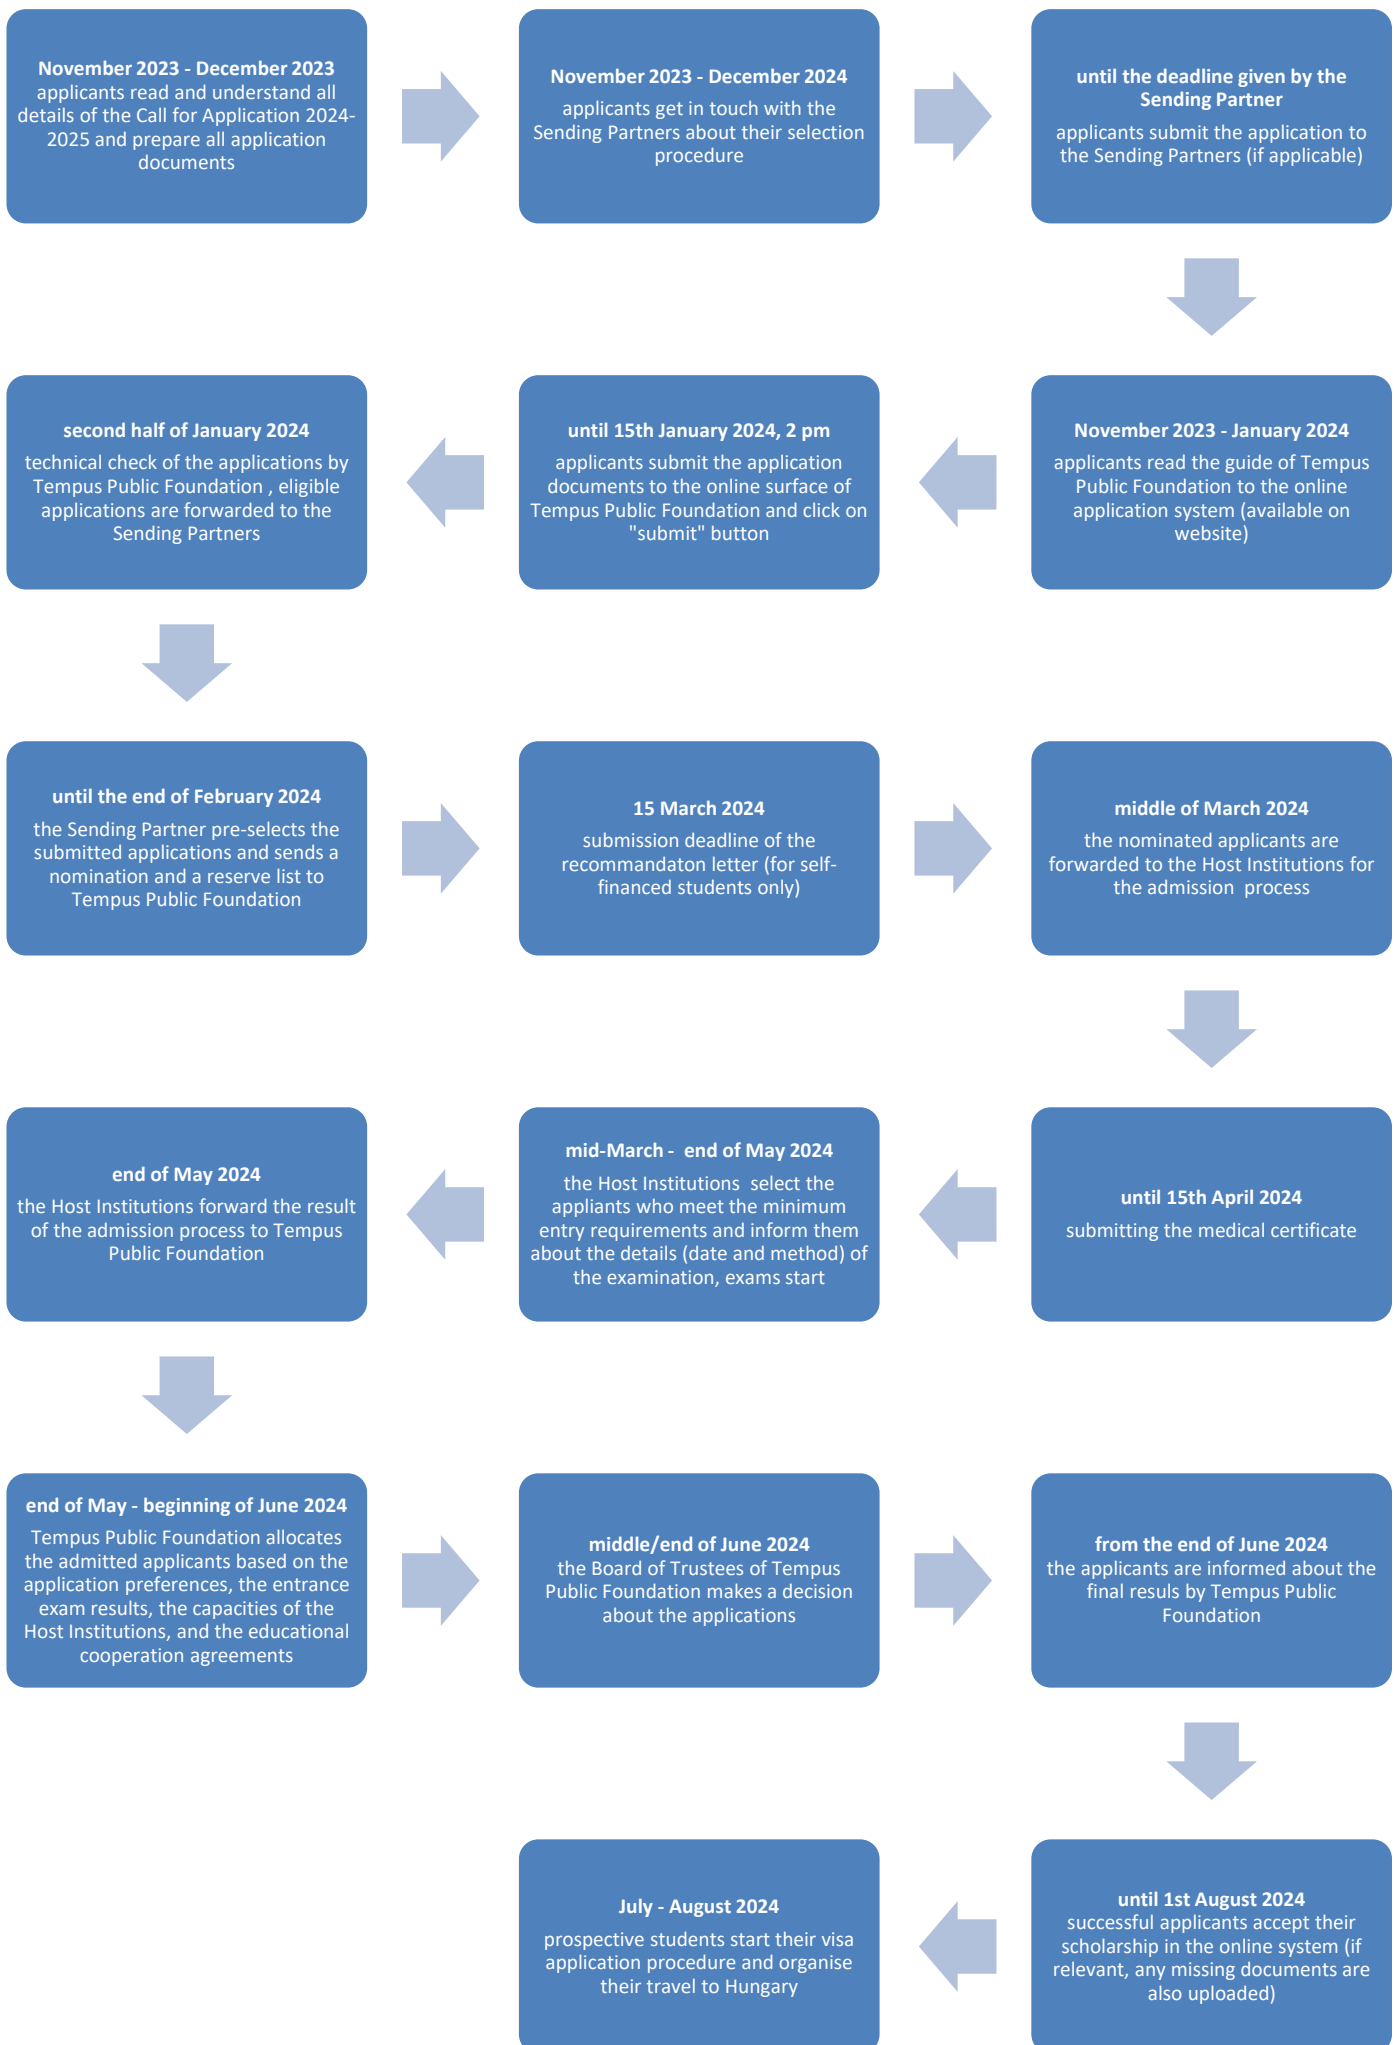 November 2023 - December 2023
applicants read and understand all
details of the Call for Application 2024-
2025 and prepare all application
documents
November 2023 - December 2024
applicants get in touch with the
Sending Partners about their selection
procedure
until the deadline given by the
Sending Partner
applicants submit the application to
the Sending Partners (if applicable)
November 2023 - January 2024
applicants read the guide of Tempus
Public Foundation to the online
application system (available on
website)
until 15th January 2024, 2 pm
applicants submit the application
documents to the online surface of
Tempus Public Foundation and click on
"submit" button
second half of January 2024
technical check of the applications by
Tempus Public Foundation , eligible
applications are forwarded to the
Sending Partners
until the end of February 2024
the Sending Partner pre-selects the
submitted applications and sends a
nomination and a reserve list to
Tempus Public Foundation
15 March 2024
submission deadline of the
recommandaton letter (for self-
financed students only)
middle of March 2024
the nominated applicants are
forwarded to the Host Institutions for
the admission process
until 15th April 2024
submitting the medical certificate
mid-March - end of May 2024
the Host Institutions select the
appliants who meet the minimum
entry requirements and inform them
about the details (date and method) of
the examination, exams start
end of May 2024
the Host Institutions forward the result
of the admission process to Tempus
Public Foundation
end of May - beginning of June 2024
Tempus Public Foundation allocates
the admitted applicants based on the
application preferences, the entrance
exam results, the capacities of the
Host Institutions, and the educational
cooperation agreements
middle/end of June 2024
the Board of Trustees of Tempus
Public Foundation makes a decision
about the applications
from the end of June 2024
the applicants are informed about the
final resuls by Tempus Public
Foundation
until 1st August 2024
successful applicants accept their
scholarship in the online system (if
relevant, any missing documents are
also uploaded)
July - August 2024
prospective students start their visa
application procedure and organise
their travel to Hungary